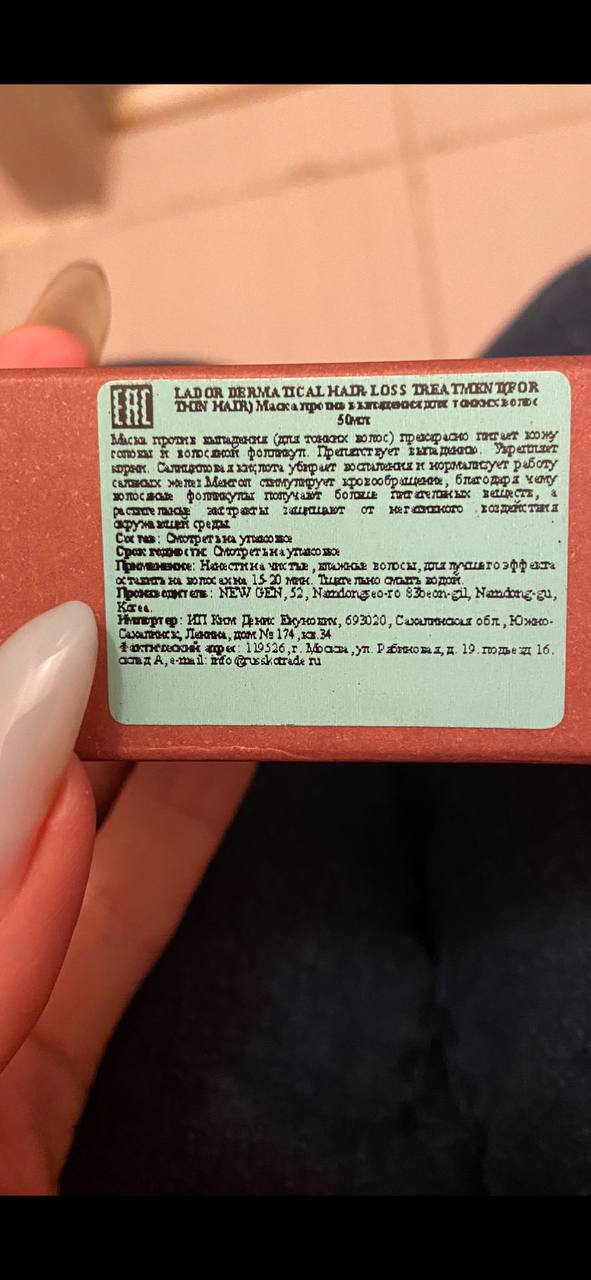 EAC
LADOR DERMATICAL HAIR-LOSS TREATMENT(FOR
THIN HAIR) Маска против выпадения для тонких волос
50мл
Маска против выпадения (для тонких волос) прекрасно питает кожу
головы и волосяной фолликул. Препятствует выпадению. Укрепляет
корни. Салициловая кислота убирает воспаления и нормализует работу
сальных желез Ментол стимулирует кровообращение, благодаря чему
волосяные фолликулы получают больше питательных веществ, а
растительные экстракты защищают от негативного воздействия
окружающей среды.
Состав: Смотреть на упаковке
Срок годности: Смотреть на упаковке
Применение: Нанести на чистые, влажные волосы, для лучшего эффекта
оставить на волосах на 15-20 мин. Тщательно смыть водой.
Производитель: NEW GEN, 52, Namdongseo-ro 83beon-gil, Namdong-gu,
Korea.
Импортер: ИП Ким Денис Енунович, 693020, Сахалинская обл., Южно-
Сахалинск, Ленина, дом № 174, кв.34
Фактический адрес: 119526, г. Москва, ул. Рябиновая, д. 19. подъезд 16.
склад А, e-mail: info@russkotrade.ru